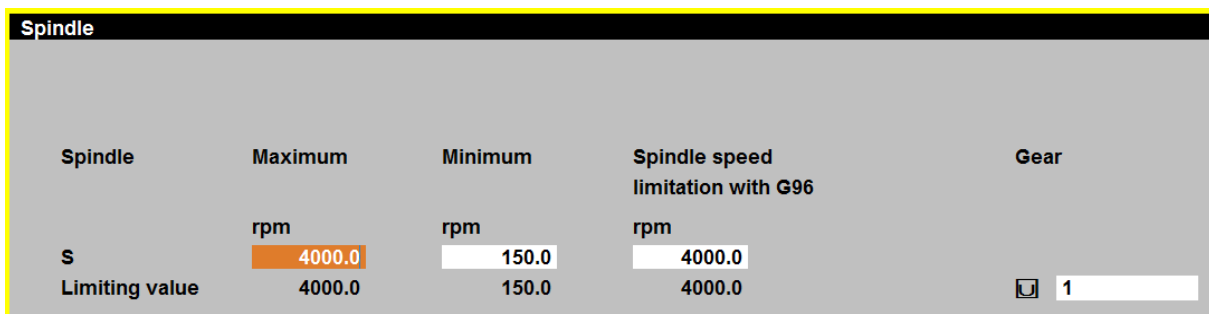 Spindle
Spindle Maximum Minimum Spindle speed Gear
limitation with G96
rpm rpm rpm
S 4000.0 150.0 4000.0
Limiting value 4000.0 150.0 4000.0 U 1